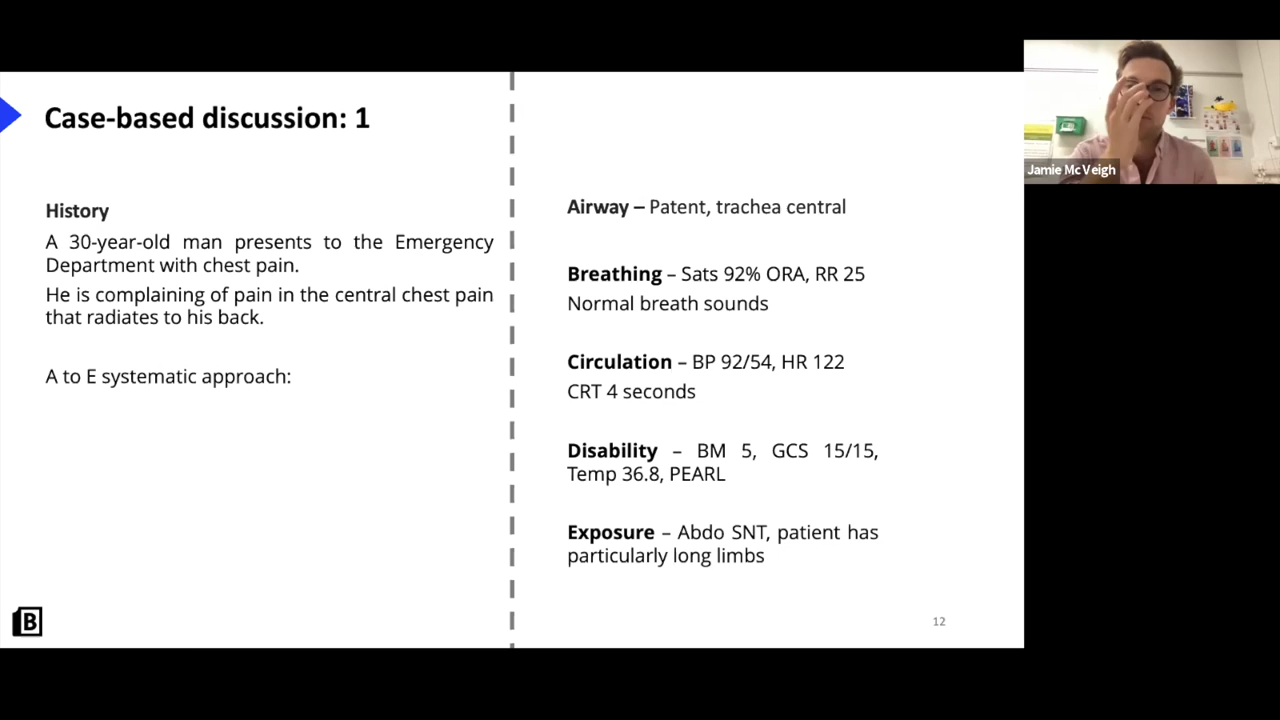 Case-based discussion: 1
History
A 30-year-old man presents to the Emergency
Department with chest pain.
He is complaining of pain in the central chest pain
that radiates to his back.
A to E systematic approach:
Airway – Patent, trachea central
Breathing – Sats 92% ORA, RR 25
Normal breath sounds
Circulation – BP 92/54, HR 122
CRT 4 seconds
Disability – BM 5, GCS 15/15,
Temp 36.8, PEARL
Exposure – Abdo SNT, patient has
particularly long limbs
B
12
Jamie McVeigh